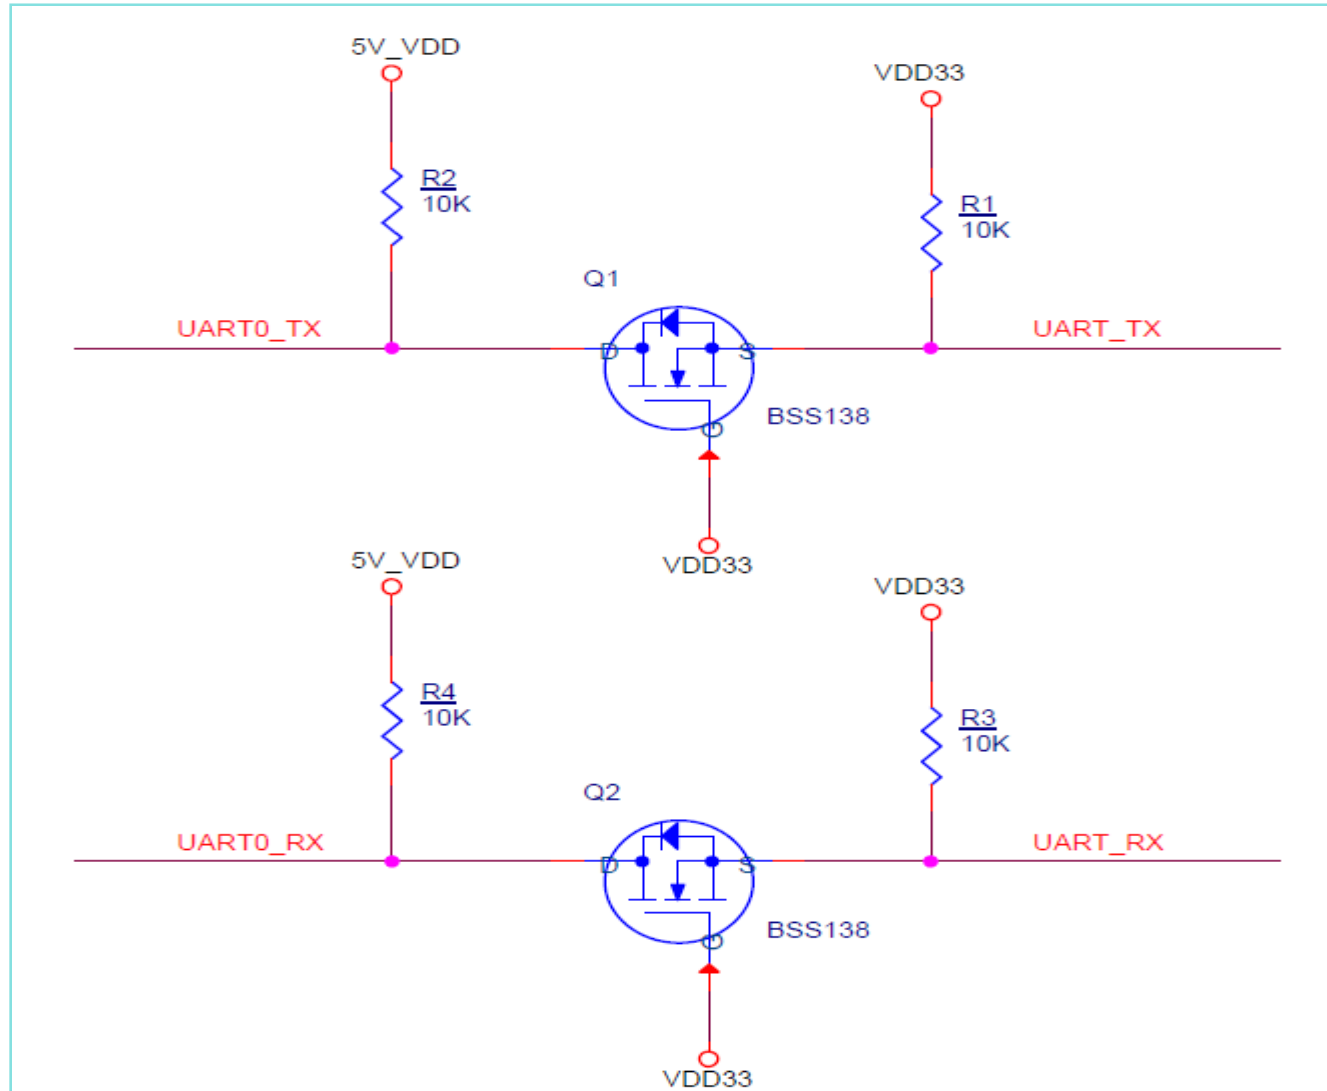 5V_VDD
VDD33
R2
10K
R1
10K
Q1
UART0_TX
UART_TX
D
S
BSS138
G
VDD33
5V_VDD
VDD33
R4
10K
R3
10K
Q2
UART0_RX
UART_RX
D
S
BSS138
G
VDD33